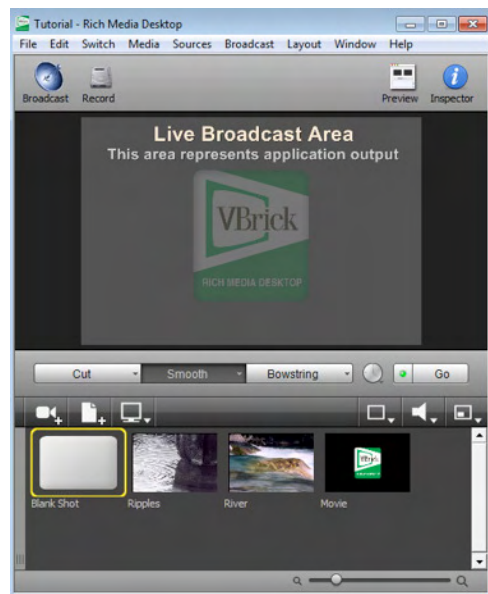 Tutorial - Rich Media Desktop
File Edit Switch Media Sources Broadcast Layout Window Help
Broadcast Record Preview Inspector
Live Broadcast Area
This area represents application output
VBrick
RICH MEDIA DESKTOP
Cut Smooth Bowstring Go
Blank Shot Ripples River Movie